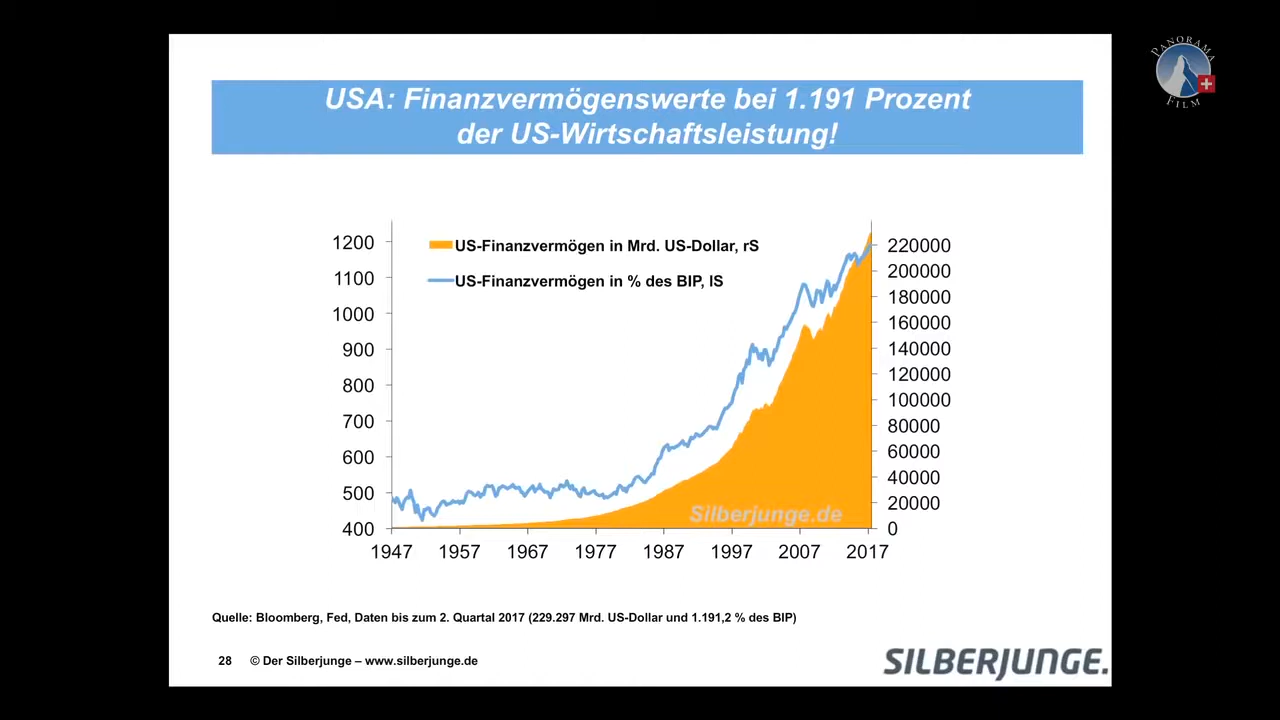 PANORAMA
FILM
USA: Finanzvermögenswerte bei 1.191 Prozent
der US-Wirtschaftsleistung!
US-Finanzvermögen in Mrd. US-Dollar, rS
US-Finanzvermögen in % des BIP, lS
1200
1100
1000
900
800
700
600
500
400
220000
200000
180000
160000
140000
120000
100000
80000
60000
40000
20000
0
Silberjunge.de
1947 1957 1967 1977 1987 1997 2007 2017
Quelle: Bloomberg, Fed, Daten bis zum 2. Quartal 2017 (229.297 Mrd. US-Dollar und 1.191,2 % des BIP)
28 © Der Silberjunge – www.silberjunge.de
SILBERJUNGE.